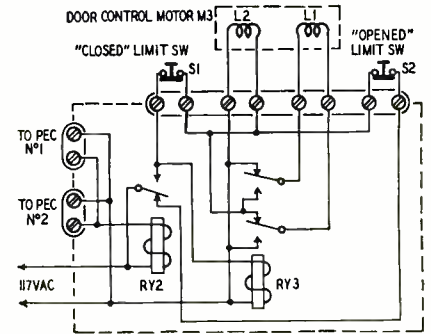 DOOR CONTROL MOTOR M3
L2
L1
"CLOSED" LIMIT SW
"OPENED"
LIMIT SW
S1
S2
TO PEC
Nº1
TO PEC
Nº2
117VAC
RY2
RY3